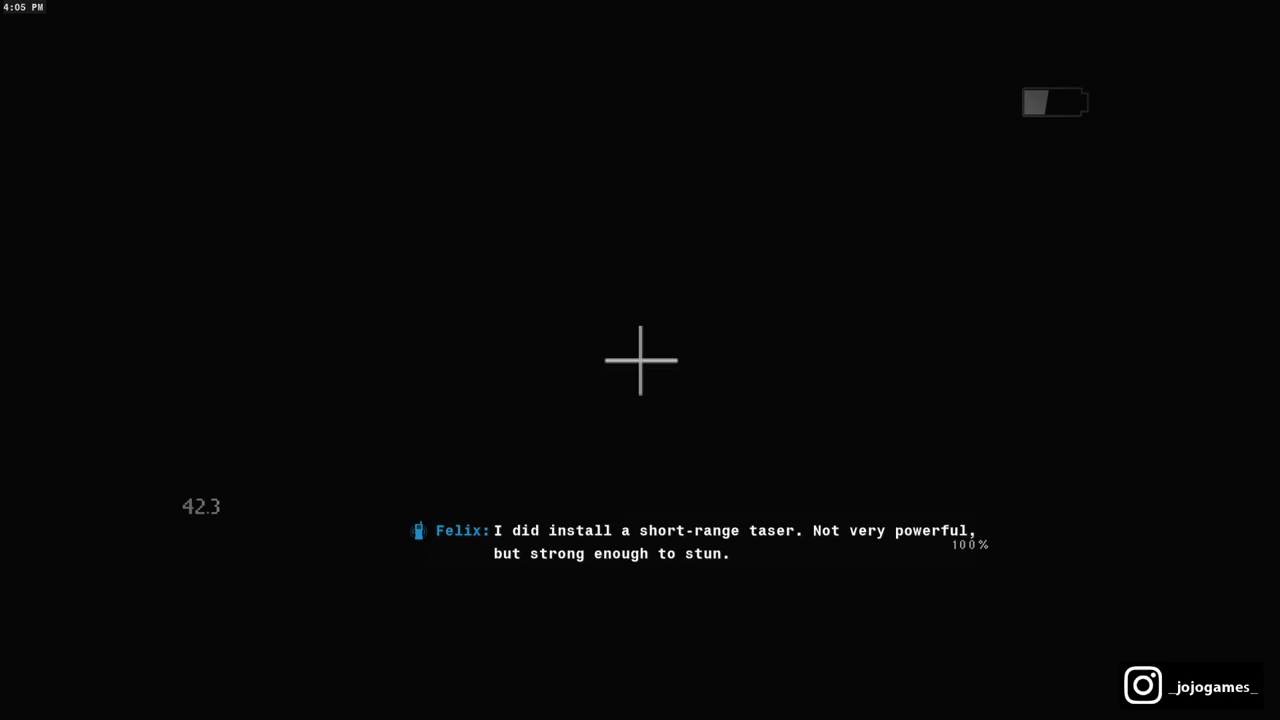 4:05 PM
42.3
Felix: I did install a short-range taser. Not very powerful,
but strong enough to stun.
100%
_jojogames_